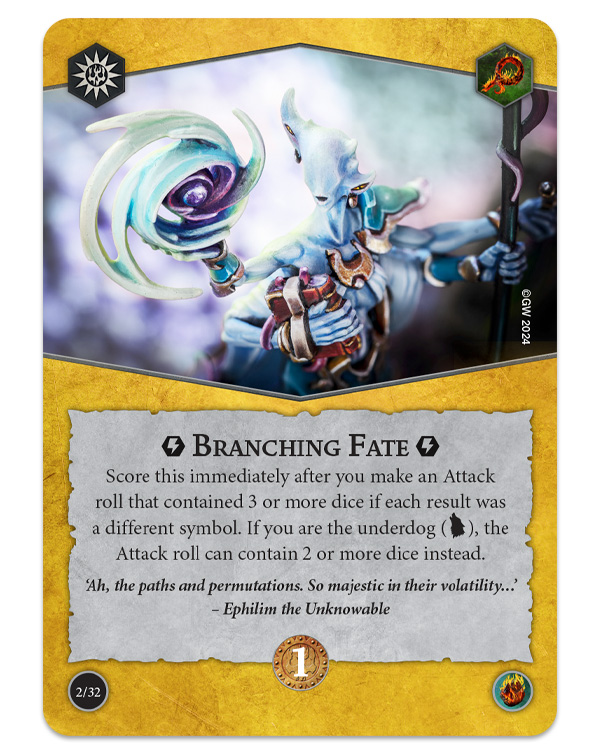 ©GW 2024
Branching Fate
Score this immediately after you make an Attack
roll that contained 3 or more dice if each result was
a different symbol. If you are the underdog ( ), the
Attack roll can contain 2 or more dice instead.
‘Ah, the paths and permutations. So majestic in their volatility...’
– Ephilim the Unknowable
1
2/32